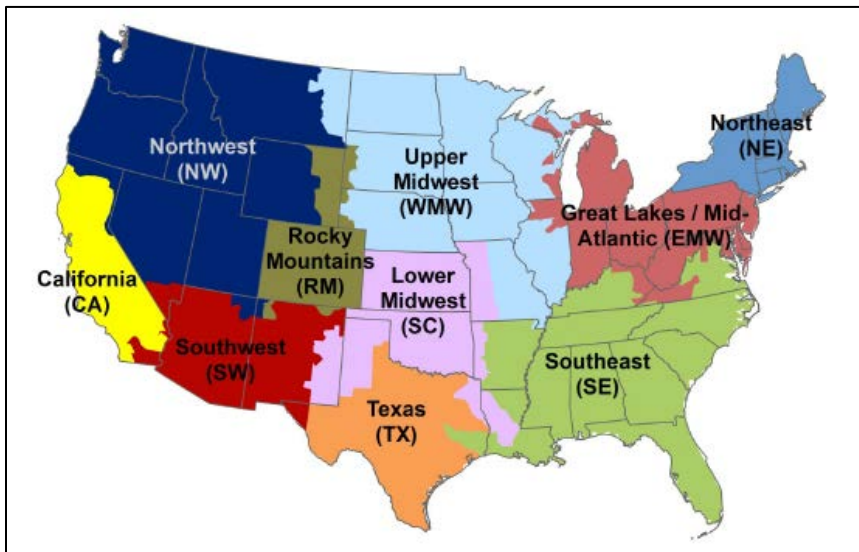 Northeast
(NE)
Northwest
(NW)
Upper
Midwest
(WMW)
Great Lakes / Mid-
Atlantic (EMW)
Rocky
Mountains
(RM)
California
(CA)
Lower
Midwest
(SC)
Southwest
(SW)
Southeast
(SE)
Texas
(TX)